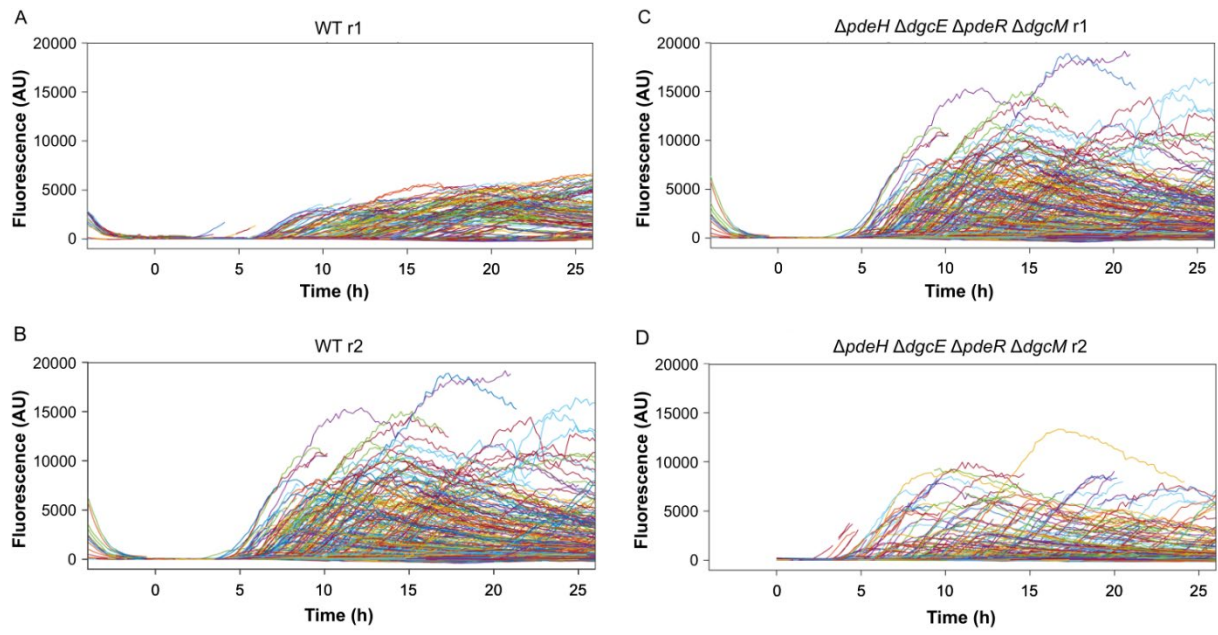 A
WT r1
Fluorescence (AU)
20000
15000
10000
5000
0
0 5 10 15 20 25
Time (h)
B
WT r2
Fluorescence (AU)
20000
15000
10000
5000
0
0 5 10 15 20 25
Time (h)
C
ΔpdeH ΔdgcE ΔpdeR ΔdgcM r1
Fluorescence (AU)
20000
15000
10000
5000
0
0 5 10 15 20 25
Time (h)
D
ΔpdeH ΔdgcE ΔpdeR ΔdgcM r2
Fluorescence (AU)
20000
15000
10000
5000
0
0 5 10 15 20 25
Time (h)